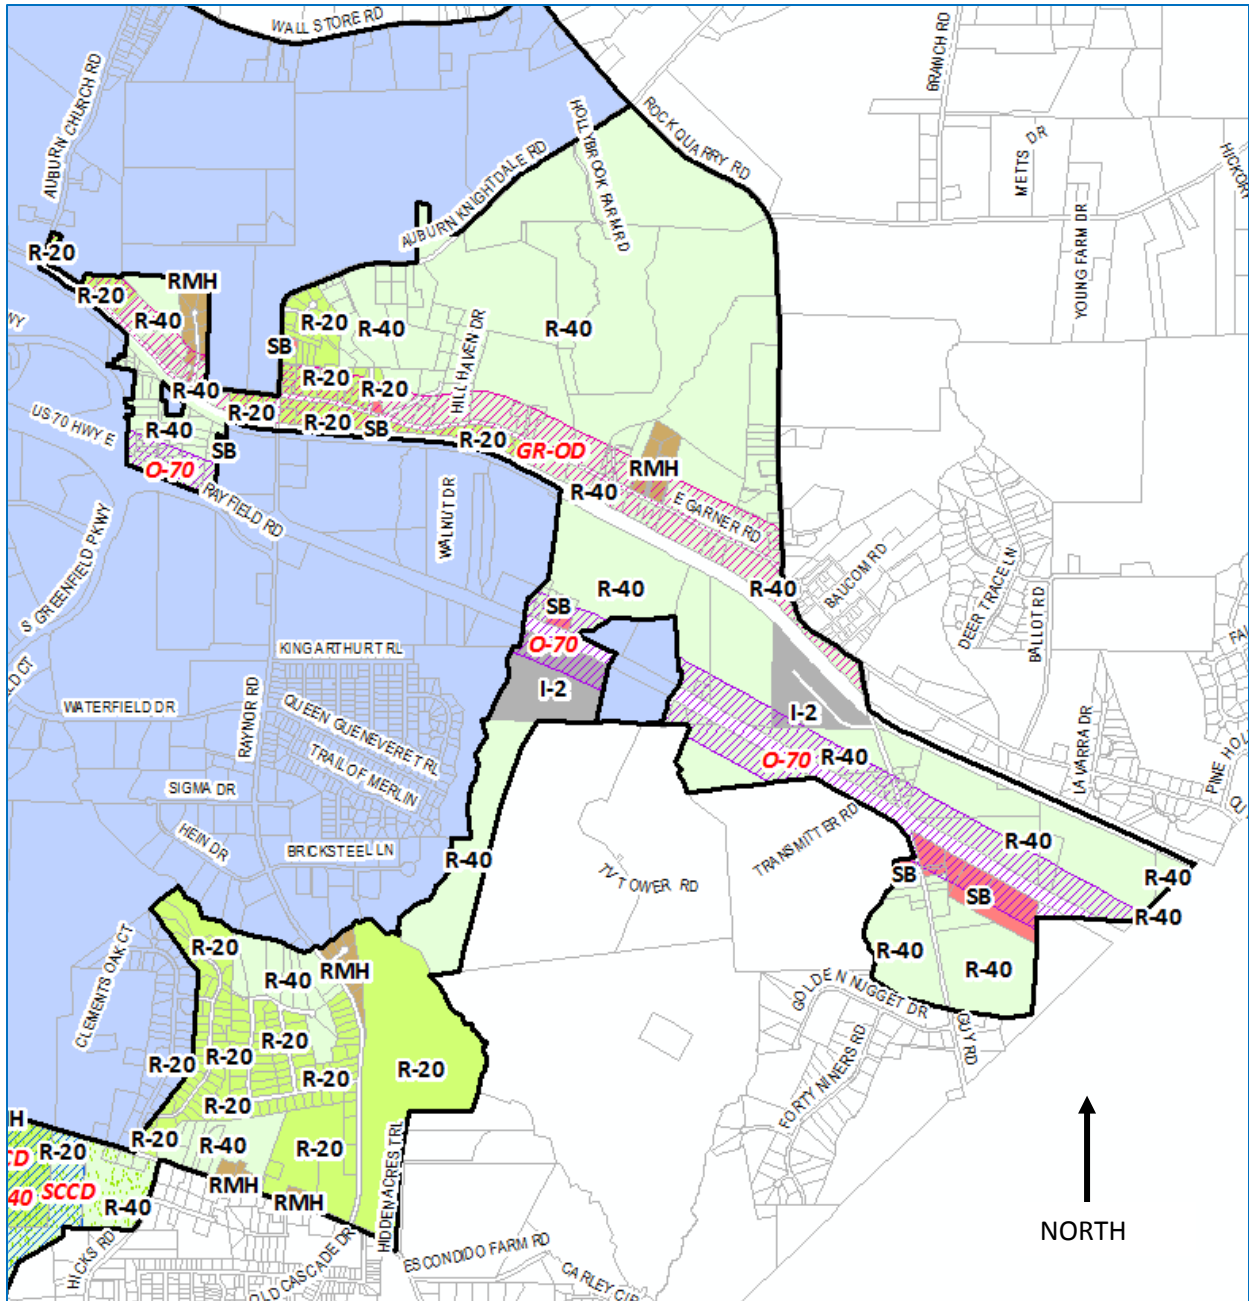 WALL STORE RD
BRANCH RD
AUBURN CHURCH RD
ROCK QUARRY RD
HOLLYBROOK FARM RD
METTS DR
HICKORY
AUBURN KNIGHTDALE RD
YOUNG FARM DR
R-20
RMH
R-20
R-40
R-20
R-40
R-40
SB
HILL HAVEN DR
WY
R-20
R-20
R-40
R-20
R-20
SB
R-20
US 70 HWY E
R-40
SB
GR-OD
O-70
RMH
R-40
E GARNER RD
RAYFIELD RD
WALNUT DR
S GREENFIELD PKWY
R-40
R-40
BAUCOM RD
DEER TRACE LN
BALLOT RD
SB
O-70
KING ARTHUR TRL
LD CT
I-2
WATERFIELD DR
RAYMOR RD
QUEEN GUENEVERE TRL
TRAIL OF MERLIN
I-2
O-70
R-40
LA VARRA DR
PINE HOL
SIGMA DR
HEIN DR
BRICKSTEEL LN
R-40
TV TOWER RD
TRANSMITTER RD
R-40
SB
SB
R-40
R-40
CLEMENTS OAK CT
R-20
R-40
RMH
R-40
R-40
GOLDEN NUGGET DR
GUY RD
FORTY NINERS RD
R-20
R-20
R-20
R-20
R-20
R-20
R-20
R-40
R-20
HIDDEN ACRES TRL
H
CD
R-20
40
SCCD
R-40
RMH
RMH
HICKS RD
OLD CASCADE DR
ESCONDIDO FARM RD
CARLEY CIR
NORTH